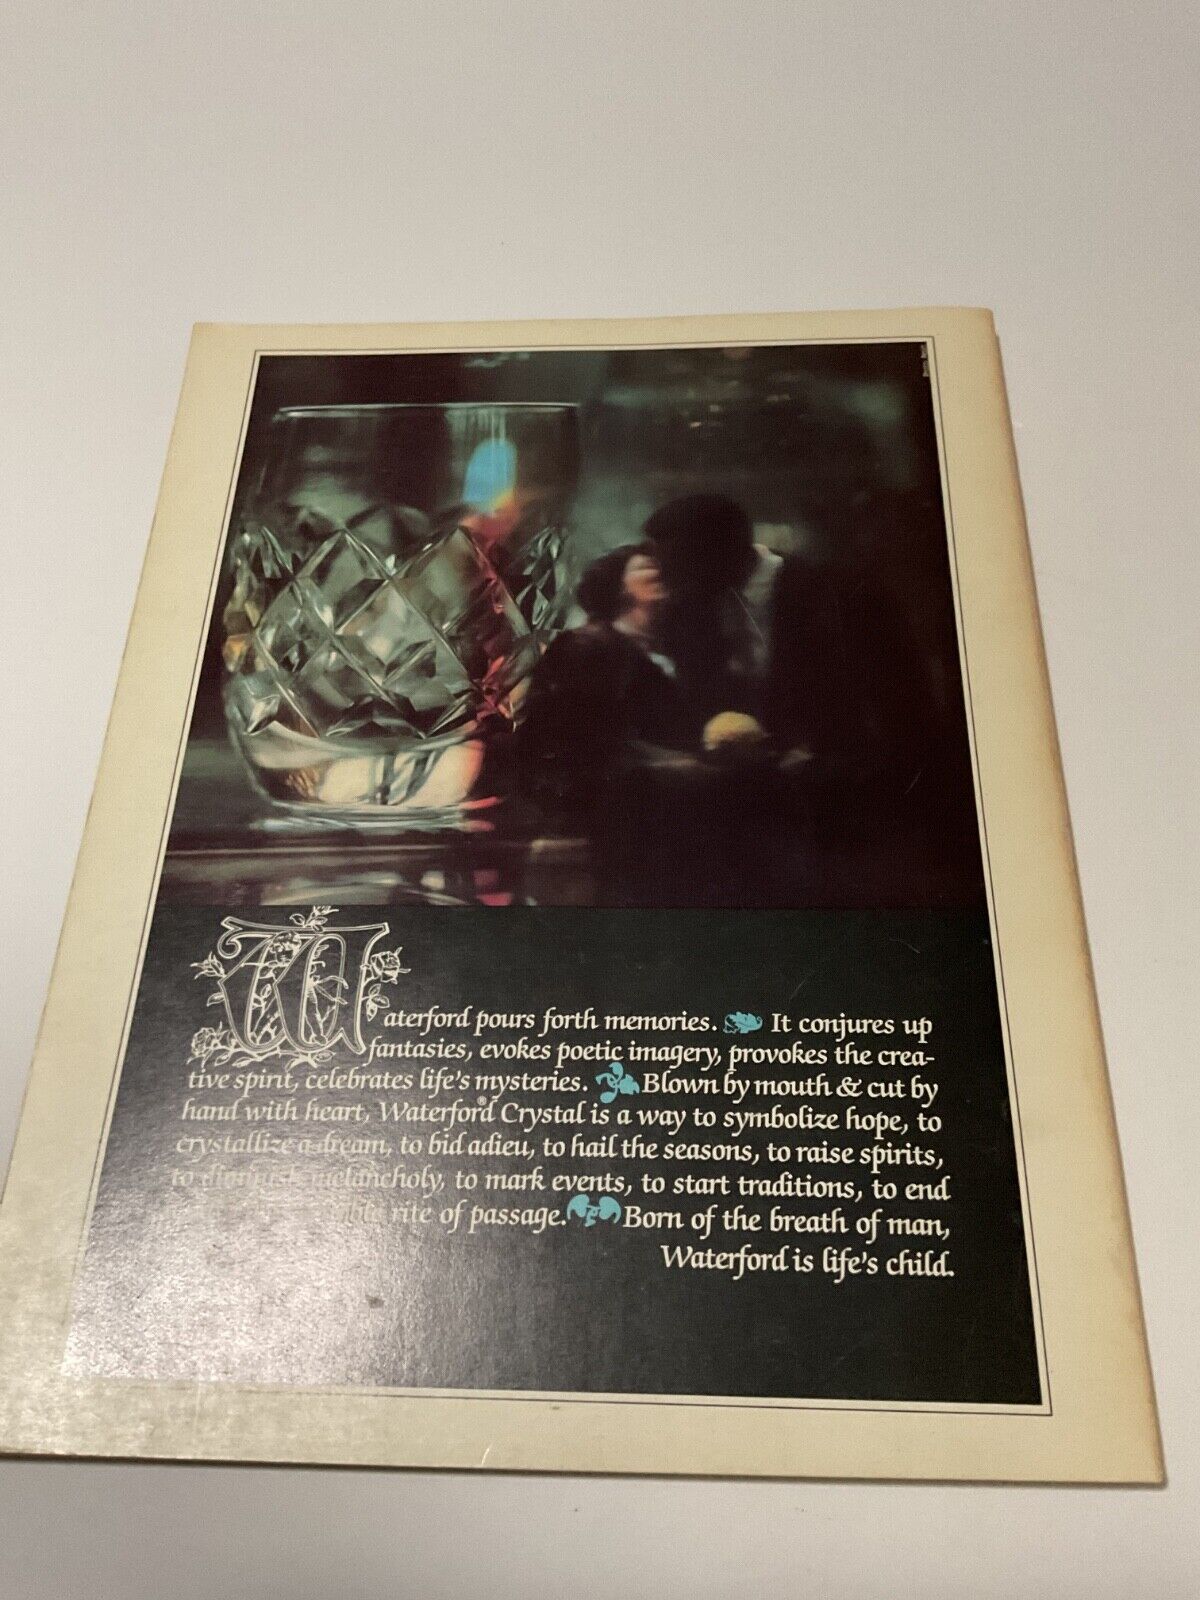 Waterford pours forth memories. It conjures up
fantasies, evokes poetic imagery, provokes the crea-
tive spirit, celebrates life's mysteries. Blown by mouth & cut by
hand with heart, Waterford® Crystal is a way to symbolize hope, to
crystallize a dream, to bid adieu, to hail the seasons, to raise spirits,
to diminish melancholy, to mark events, to start traditions, to end
rite of passage. Born of the breath of man,
Waterford is life's child.